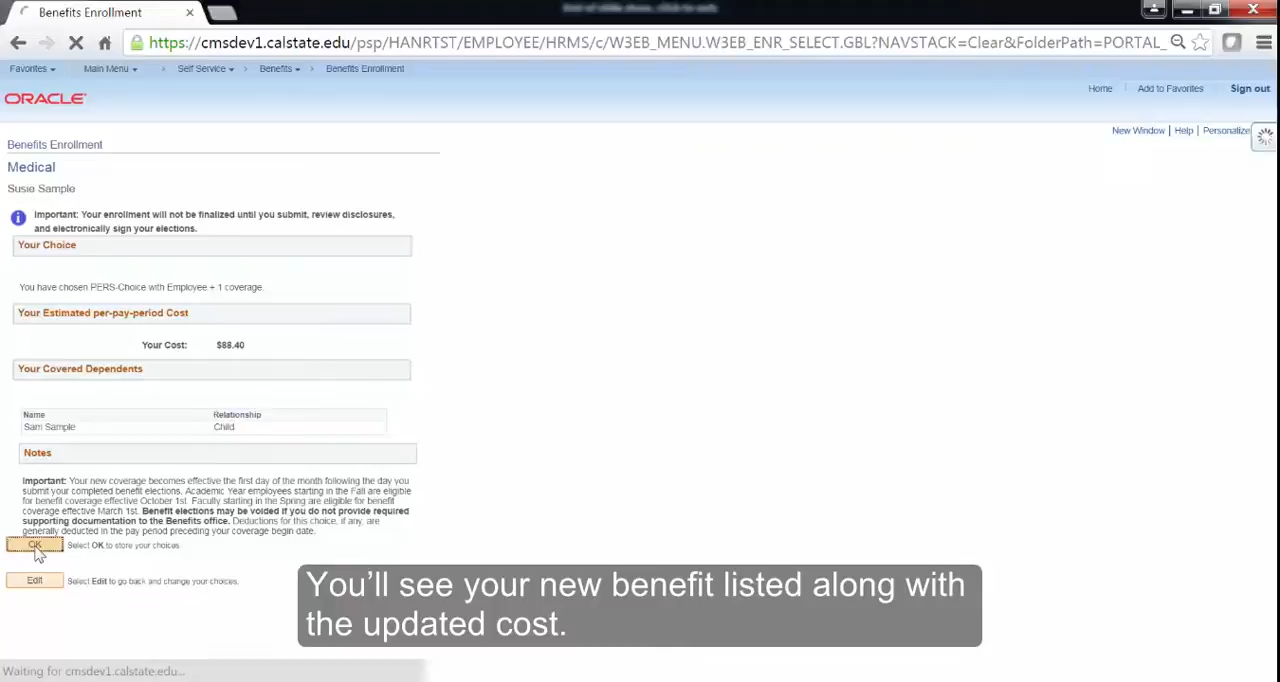 Benefits Enrollment
https://cmsdev1.calstate.edu/psp/HANRTST/EMPLOYEE/HRMS/c/W3EB_MENU.W3EB_ENR_SELECT.GBL?NAVSTACK=Clear&FolderPath=PORTAL_
Favorites Main Menu > Self Service > Benefits > Benefits Enrollment
ORACLE
Home Add to Favorites Sign out
New Window | Help | Personalize
Benefits Enrollment
Medical
Susie Sample
Important: Your enrollment will not be finalized until you submit, review disclosures,
and electronically sign your elections.
Your Choice
You have chosen PERS-Choice with Employee + 1 coverage.
Your Estimated per-pay-period Cost
Your Cost: $88.40
Your Covered Dependents
Name Relationship
Sam Sample Child
Notes
Important: Your new coverage becomes effective the first day of the month following the day you
submit your completed benefit elections. Academic Year employees starting in the Fall are eligible
for benefit coverage effective October 1st. Faculty starting in the Spring are eligible for benefit
coverage effective March 1st. Benefit elections may be voided if you do not provide required
supporting documentation to the Benefits office. Deductions for this choice, if any, are
generally deducted in the pay period preceding your coverage begin date.
OK Select OK to store your choices.
Edit Select Edit to go back and change your choices.
You'll see your new benefit listed along with
the updated cost.
Waiting for cmsdev1.calstate.edu...